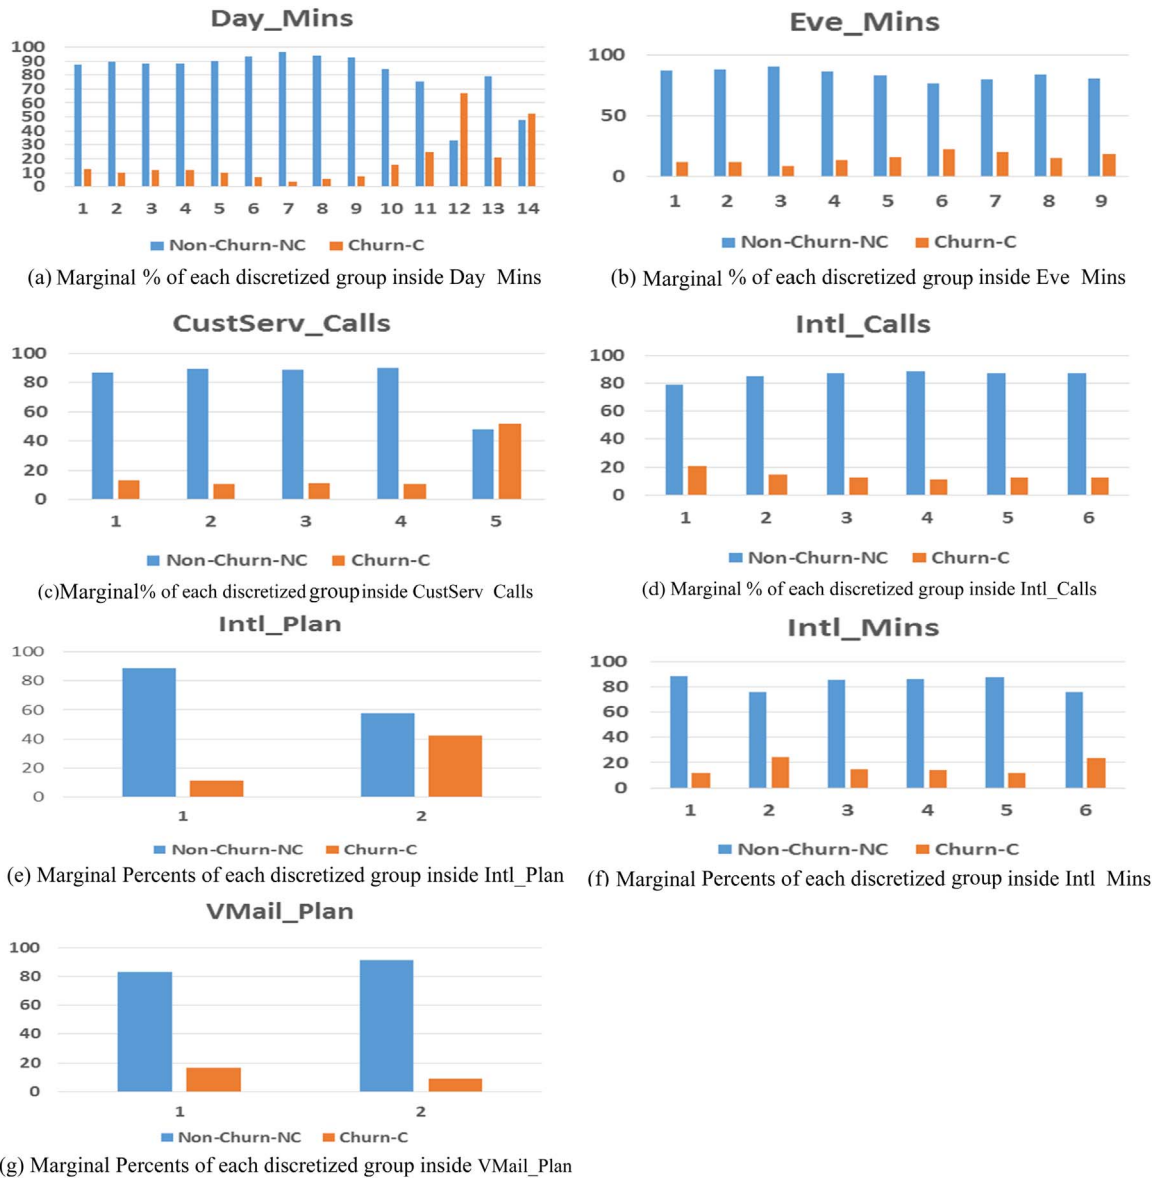 Day_Mins
100
90
80
70
60
50
40
30
20
10
0
1 2 3 4 5 6 7 8 9 10 11 12 13 14
Non-Churn-NC Churn-C
(a) Marginal % of each discretized group inside Day Mins
Eve_Mins
100
50
0
1 2 3 4 5 6 7 8 9
Non-Churn-NC Churn-C
(b) Marginal % of each discretized group inside Eve Mins
CustServ_Calls
100
80
60
40
20
0
1 2 3 4 5
Non-Churn-NC Churn-C
(c)Marginal% of each discretized group inside CustServ Calls
Intl_Calls
100
80
60
40
20
0
1 2 3 4 5 6
Non-Churn-NC Churn-C
(d) Marginal % of each discretized group inside Intl_Calls
Intl_Plan
100
80
60
40
20
0
1 2
Non-Churn-NC Churn-C
(e) Marginal Percents of each discretized group inside Intl_Plan
Intl_Mins
100
80
60
40
20
0
1 2 3 4 5 6
Non-Churn-NC Churn-C
(f) Marginal Percents of each discretized group inside Intl Mins
VMail_Plan
100
80
60
40
20
0
1 2
Non-Churn-NC Churn-C
(g) Marginal Percents of each discretized group inside VMail_Plan